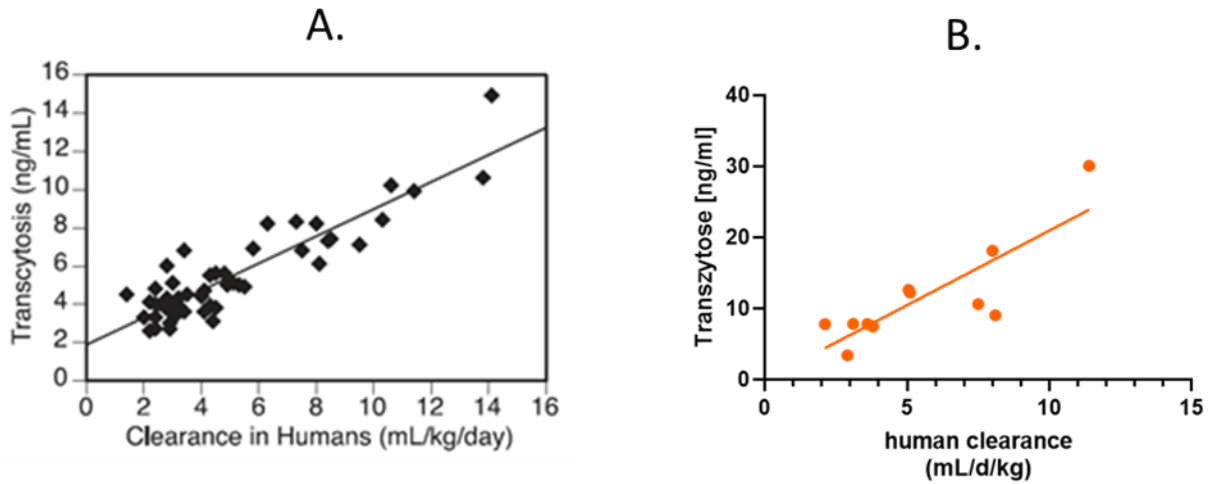 A.
16
14
12
10
8
6
4
2
0
Transcytosis (ng/mL)
0 2 4 6 8 10 12 14 16
Clearance in Humans (mL/kg/day)
B.
40
30
20
10
0
Transzytose [ng/ml]
0 5 10 15
human clearance
(mL/d/kg)